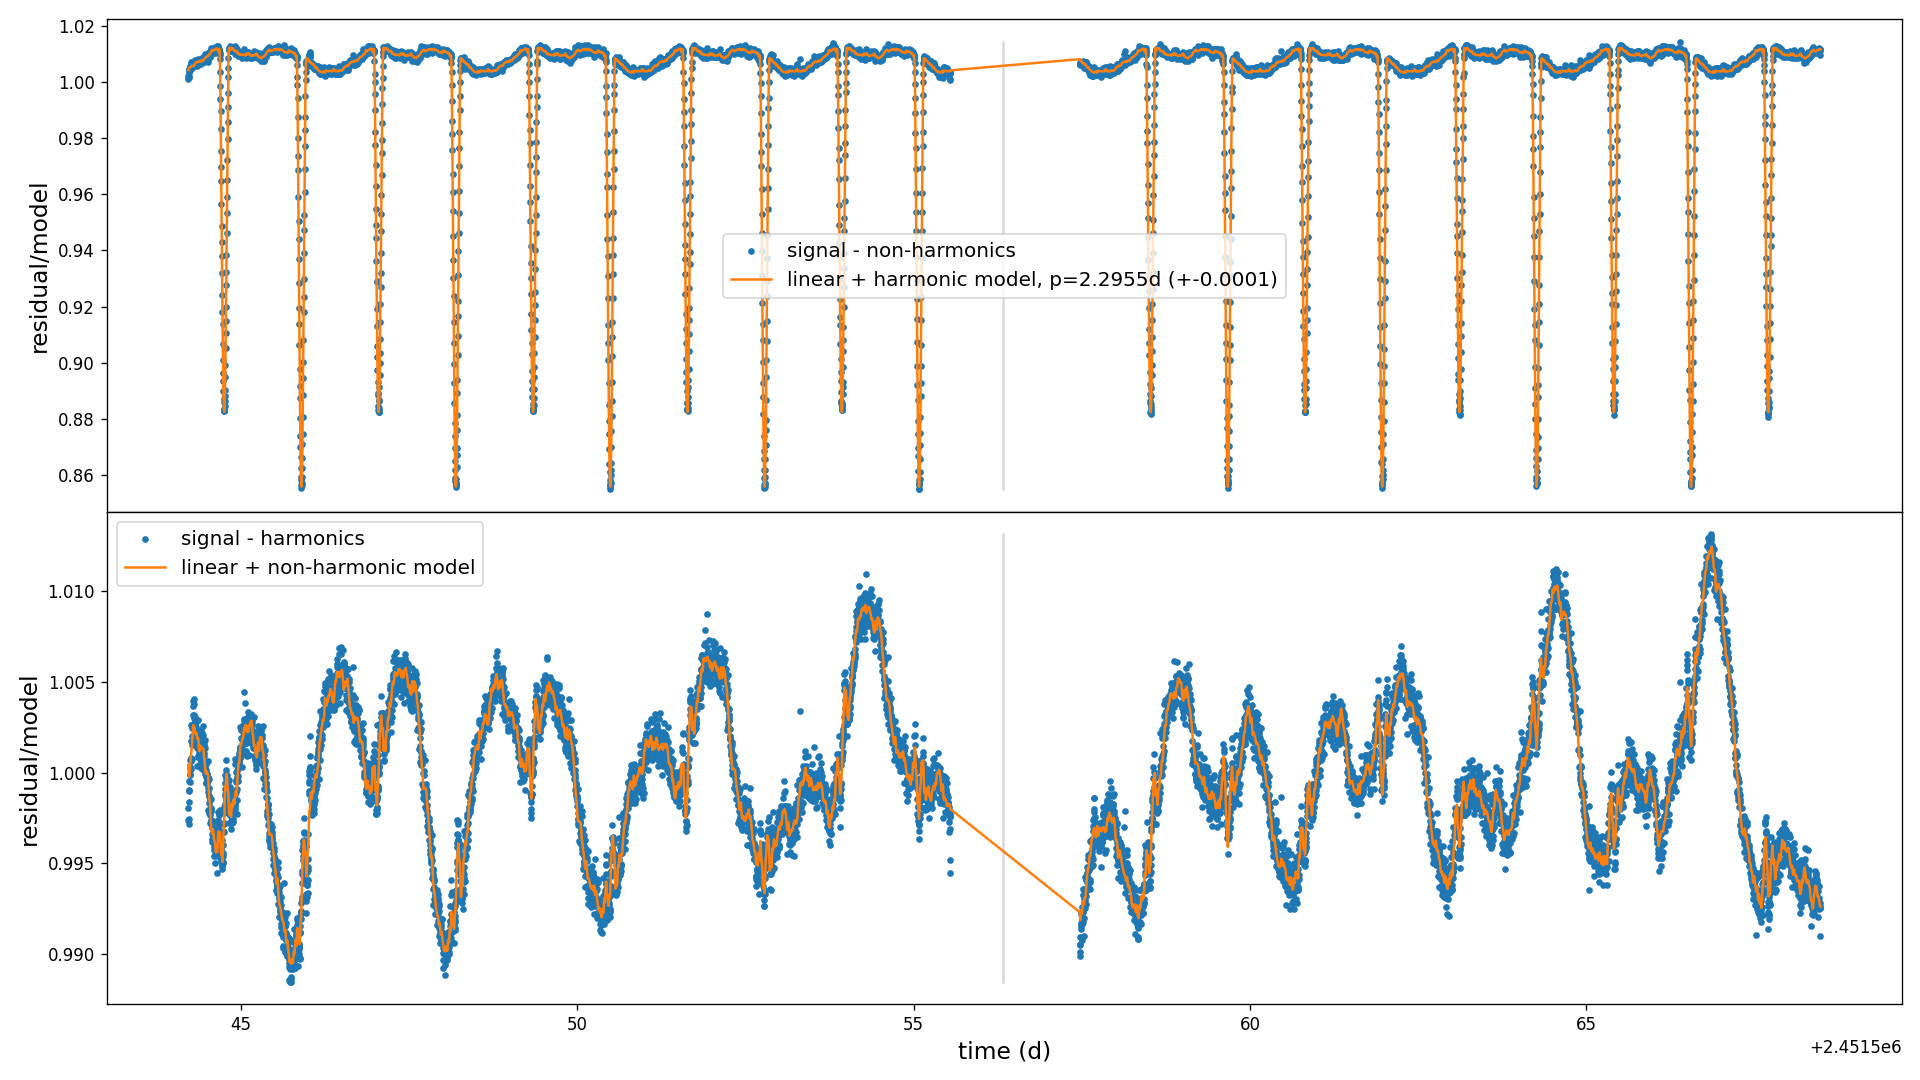 1.02
1.00
0.98
0.96
0.94
0.92
0.90
0.88
0.86
residual/model
signal - non-harmonics
linear + harmonic model, p=2.2955d (+-0.0001)
signal - harmonics
linear + non-harmonic model
1.010
1.005
1.000
0.995
0.990
residual/model
45 50 55 60 65
time (d)
+2.4515e6